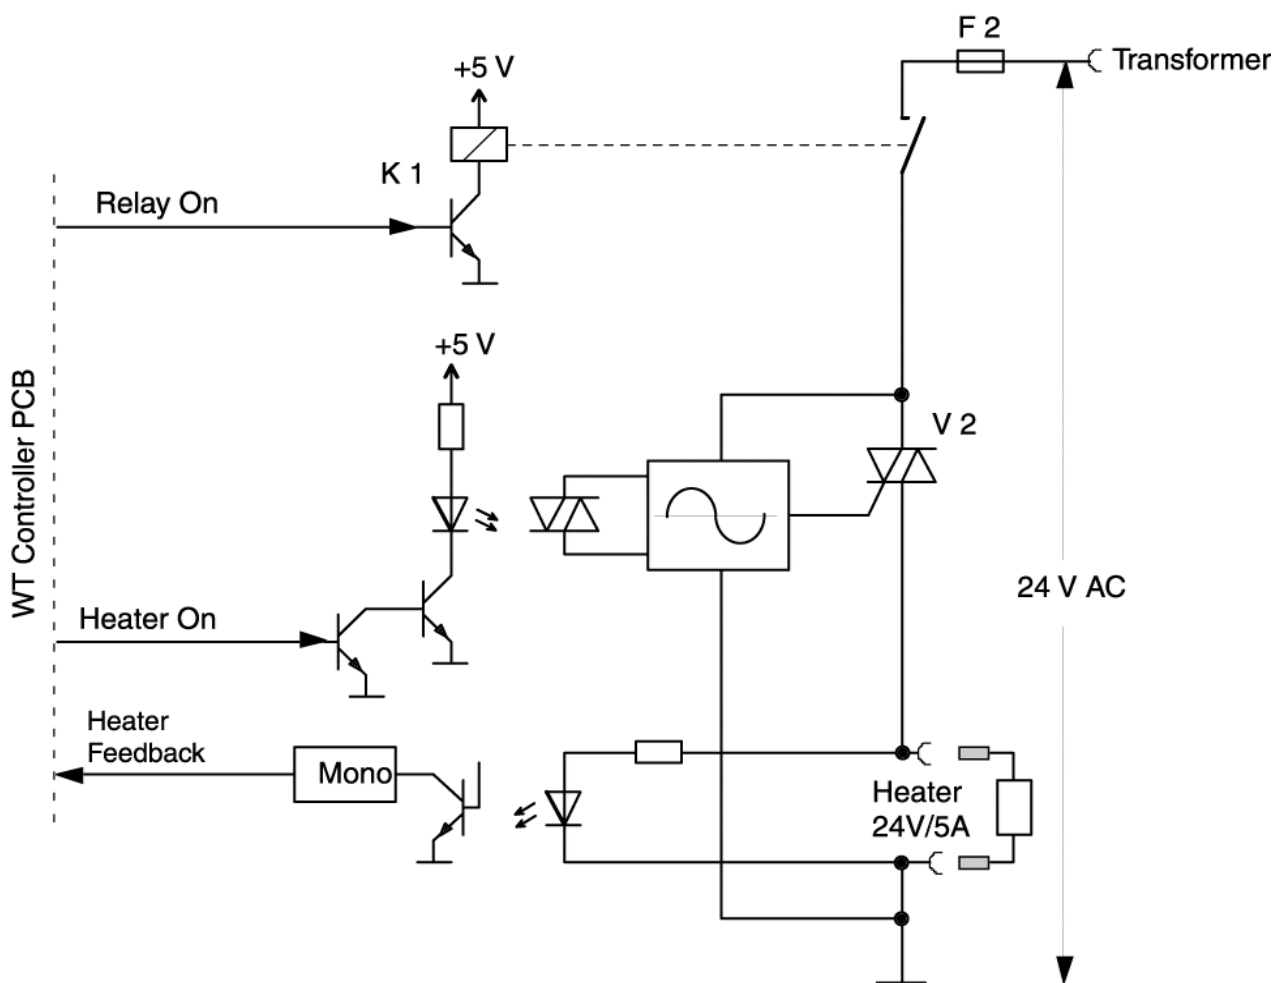 F 2
Transformer
+5 V
K 1
Relay On
+5 V
V 2
WT Controller PCB
24 V AC
Heater On
Heater
Feedback
Mono
Heater
24V/5A